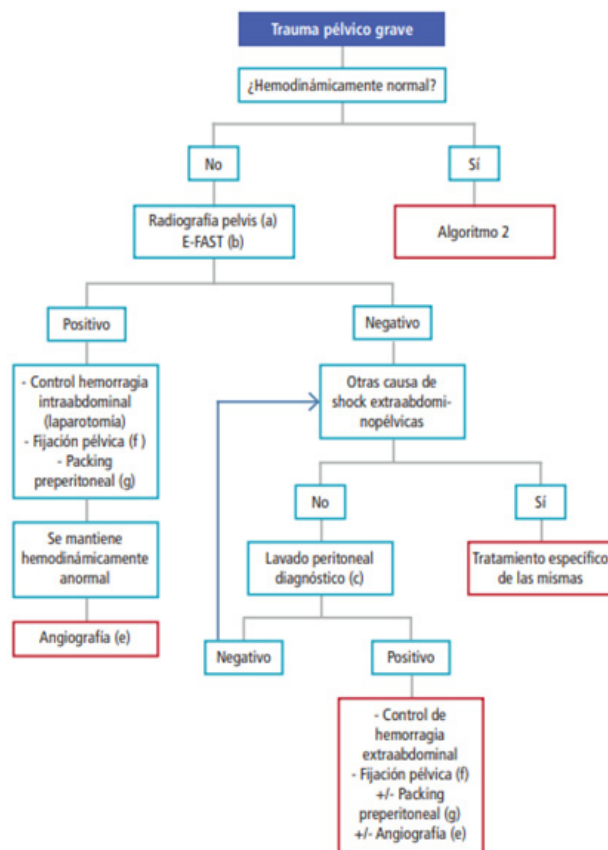 Trauma pélvico grave
¿Hemodinámicamente normal?
No
Sí
Radiografía pelvis (a)
E-FAST (b)
Algoritmo 2
Positivo
Negativo
- Control hemorragia
intraabdominal
(laparotomía)
- Fijación pélvica (f )
- Packing
preperitoneal (g)
Otras causa de
shock extraabdomi-
nopélvicas
Se mantiene
hemodinámicamente
anormal
No
Sí
Lavado peritoneal
diagnóstico (c)
Tratamiento específico
de las mismas
Angiografía (e)
Negativo
Positivo
- Control de
hemorragia
extraabdominal
- Fijación pélvica (f)
+/- Packing
preperitoneal (g)
+/- Angiografía (e)